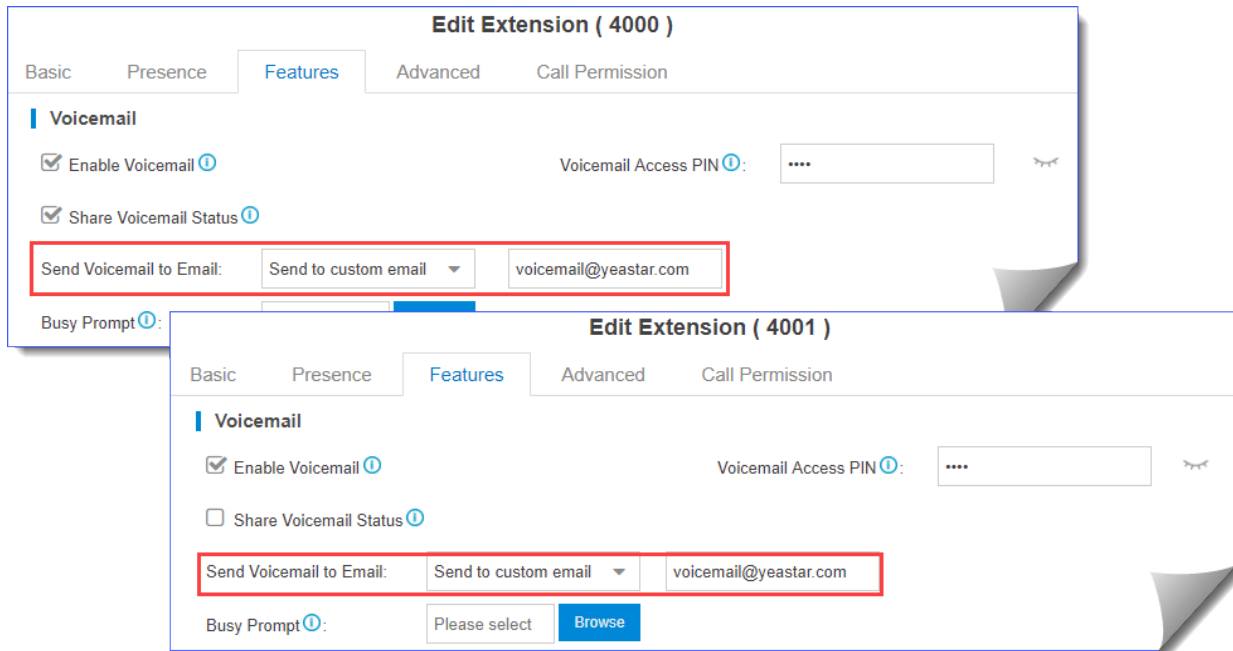 Edit Extension ( 4000 )
Basic Presence Features Advanced Call Permission
Voicemail
Enable Voicemail Voicemail Access PIN : ••••
Share Voicemail Status
Send Voicemail to Email: Send to custom email voicemail@yeastar.com
Busy Prompt :
Edit Extension ( 4001 )
Basic Presence Features Advanced Call Permission
Voicemail
Enable Voicemail Voicemail Access PIN : ••••
Share Voicemail Status
Send Voicemail to Email: Send to custom email voicemail@yeastar.com
Busy Prompt : Please select Browse